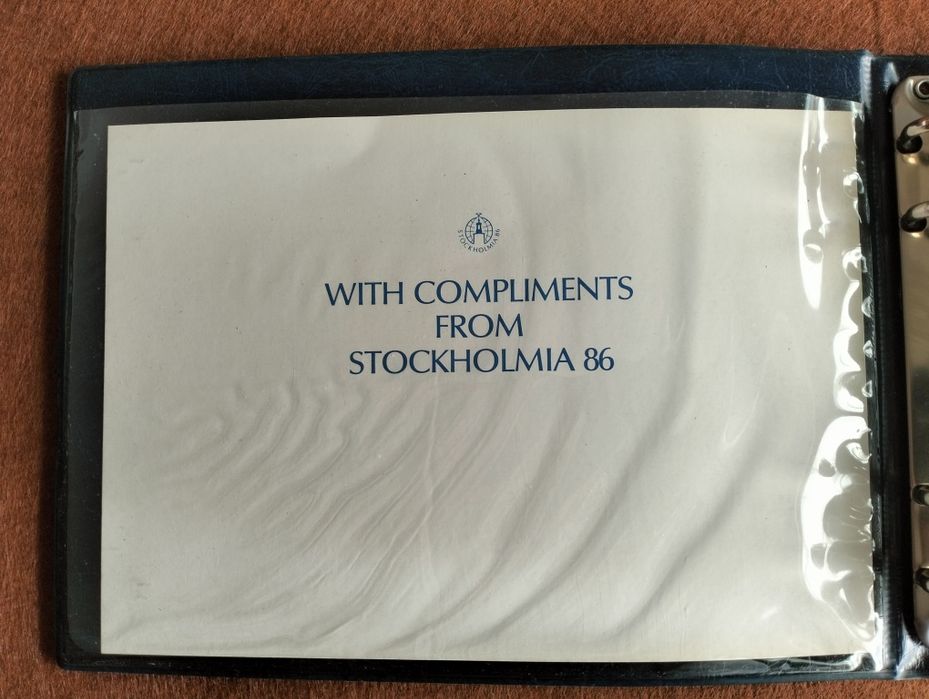 STOCKHOLMIA 86
WITH COMPLIMENTS
FROM
STOCKHOLMIA 86